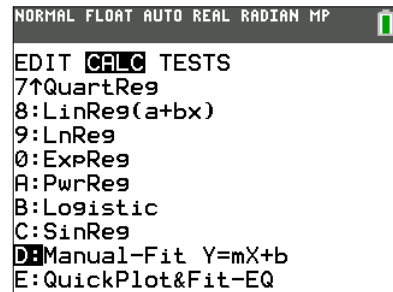 NORMAL FLOAT AUTO REAL RADIAN MP
EDIT CALC TESTS
7↑QuartReg
8:LinReg(a+bx)
9:LnReg
0:ExpReg
A:PwrReg
B:Logistic
C:SinReg
D:Manual-Fit Y=mX+b
E:QuickPlot&Fit-EQ